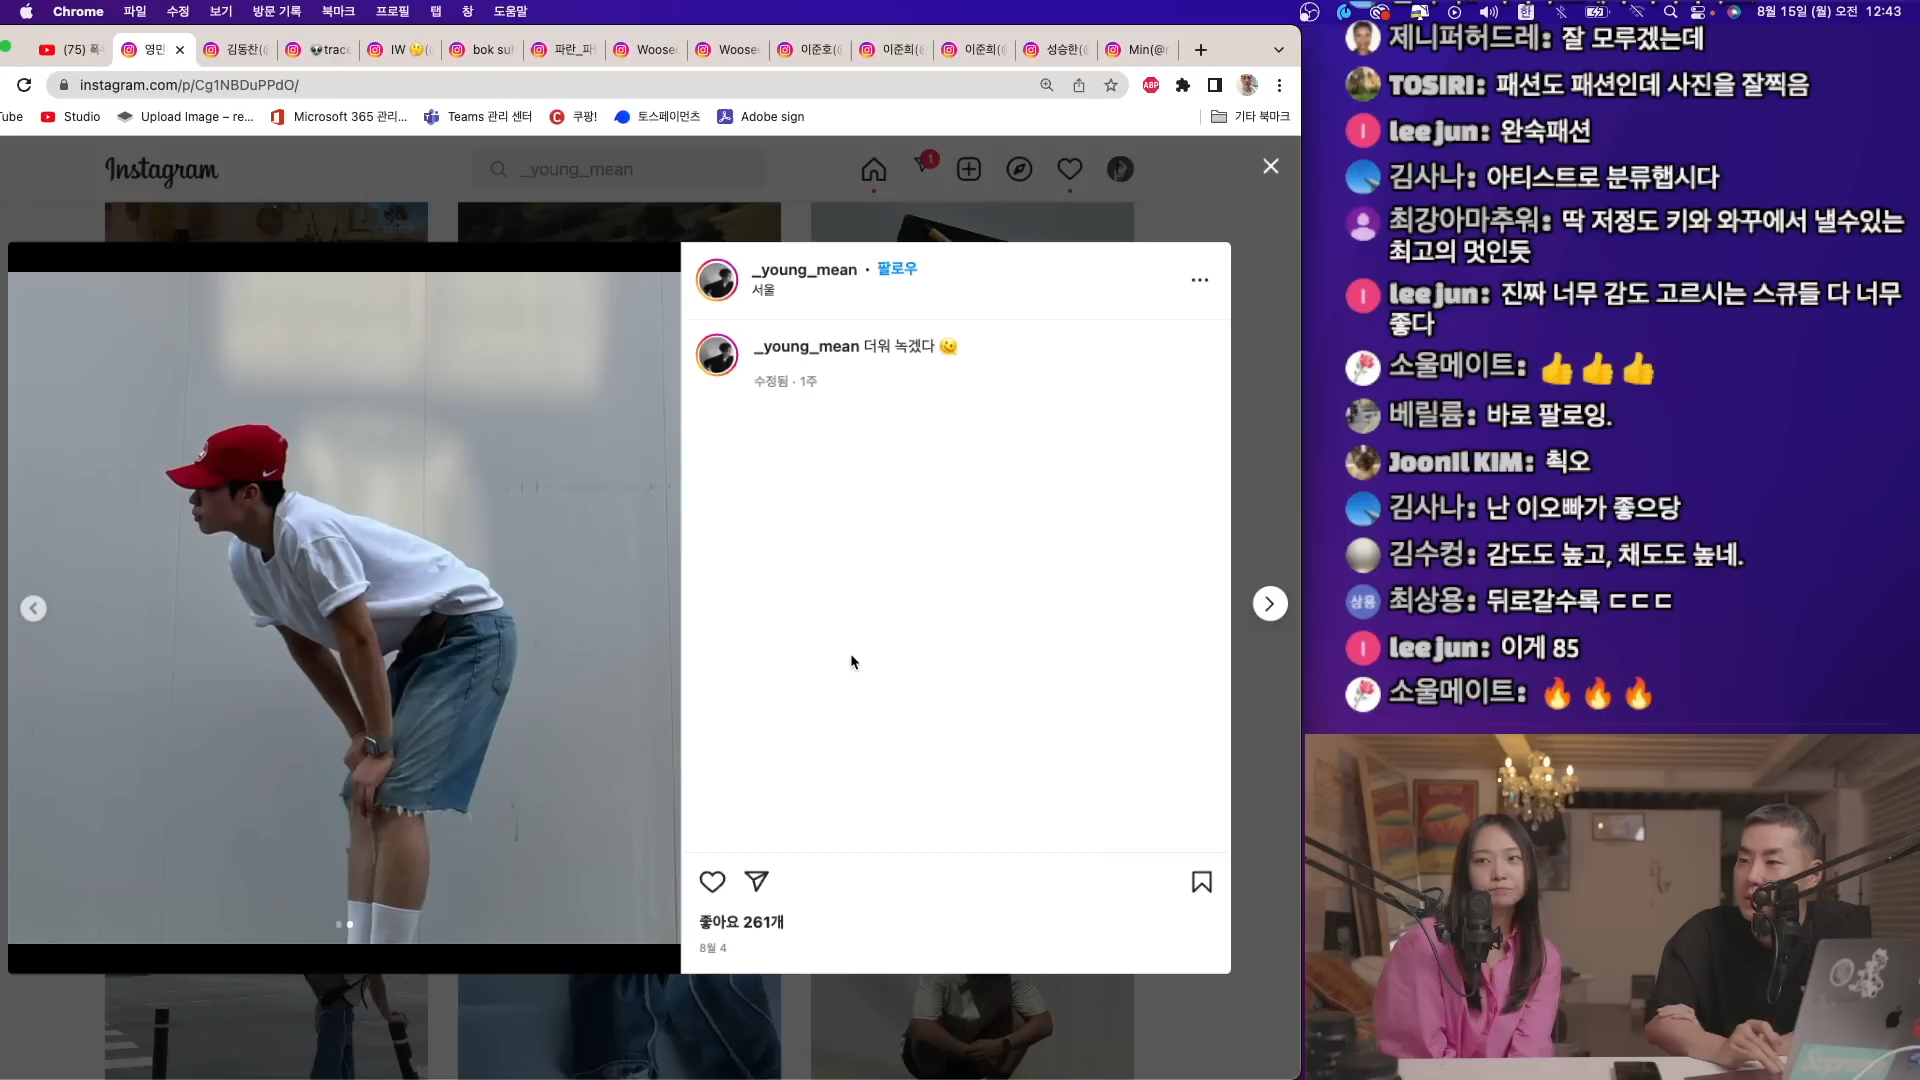 Chrome 파일 수정 보기 방문 기록 북마크 프로필 탭 창 도움말
한 8월 15일 (월) 오전 12:43
(75) 폭우
영민
김동찬(@
trace
IW
bok sul
파란_파
Woose
Woose
이준호(@
이준희(@
이준희(@
성승한(@
Min(@r
instagram.com/p/Cg1NBDuPPdO/
ABP
Tube Studio Upload Image – re... Microsoft 365 관리... Teams 관리 센터 쿠팡! 토스페이먼츠 Adobe sign 기타 북마크
Instagram
_young_mean
1
_young_mean • 팔로우
서울
_young_mean 더워 녹겠다 🫠
수정됨 · 1주
좋아요 261개
8월 4
제니퍼허드레: 잘 모루겠는데
TOSIRI: 패션도 패션인데 사진을 잘찍음
lee jun: 완숙패션
김사나: 아티스트로 분류햅시다
최강아마추워: 딱 저정도 키와 와꾸에서 낼수있는
최고의 멋인듯
lee jun: 진짜 너무 감도 고르시는 스큐들 다 너무
좋다
소울메이트: 👍👍👍
베릴륨: 바로 팔로잉.
JoonIl KIM: 쵝오
김사나: 난 이오빠가 좋으당
김수컹: 감도도 높고, 채도도 높네.
상용 최상용: 뒤로갈수록 ㄷㄷㄷ
lee jun: 이게 85
소울메이트: 🔥🔥🔥
Supreme